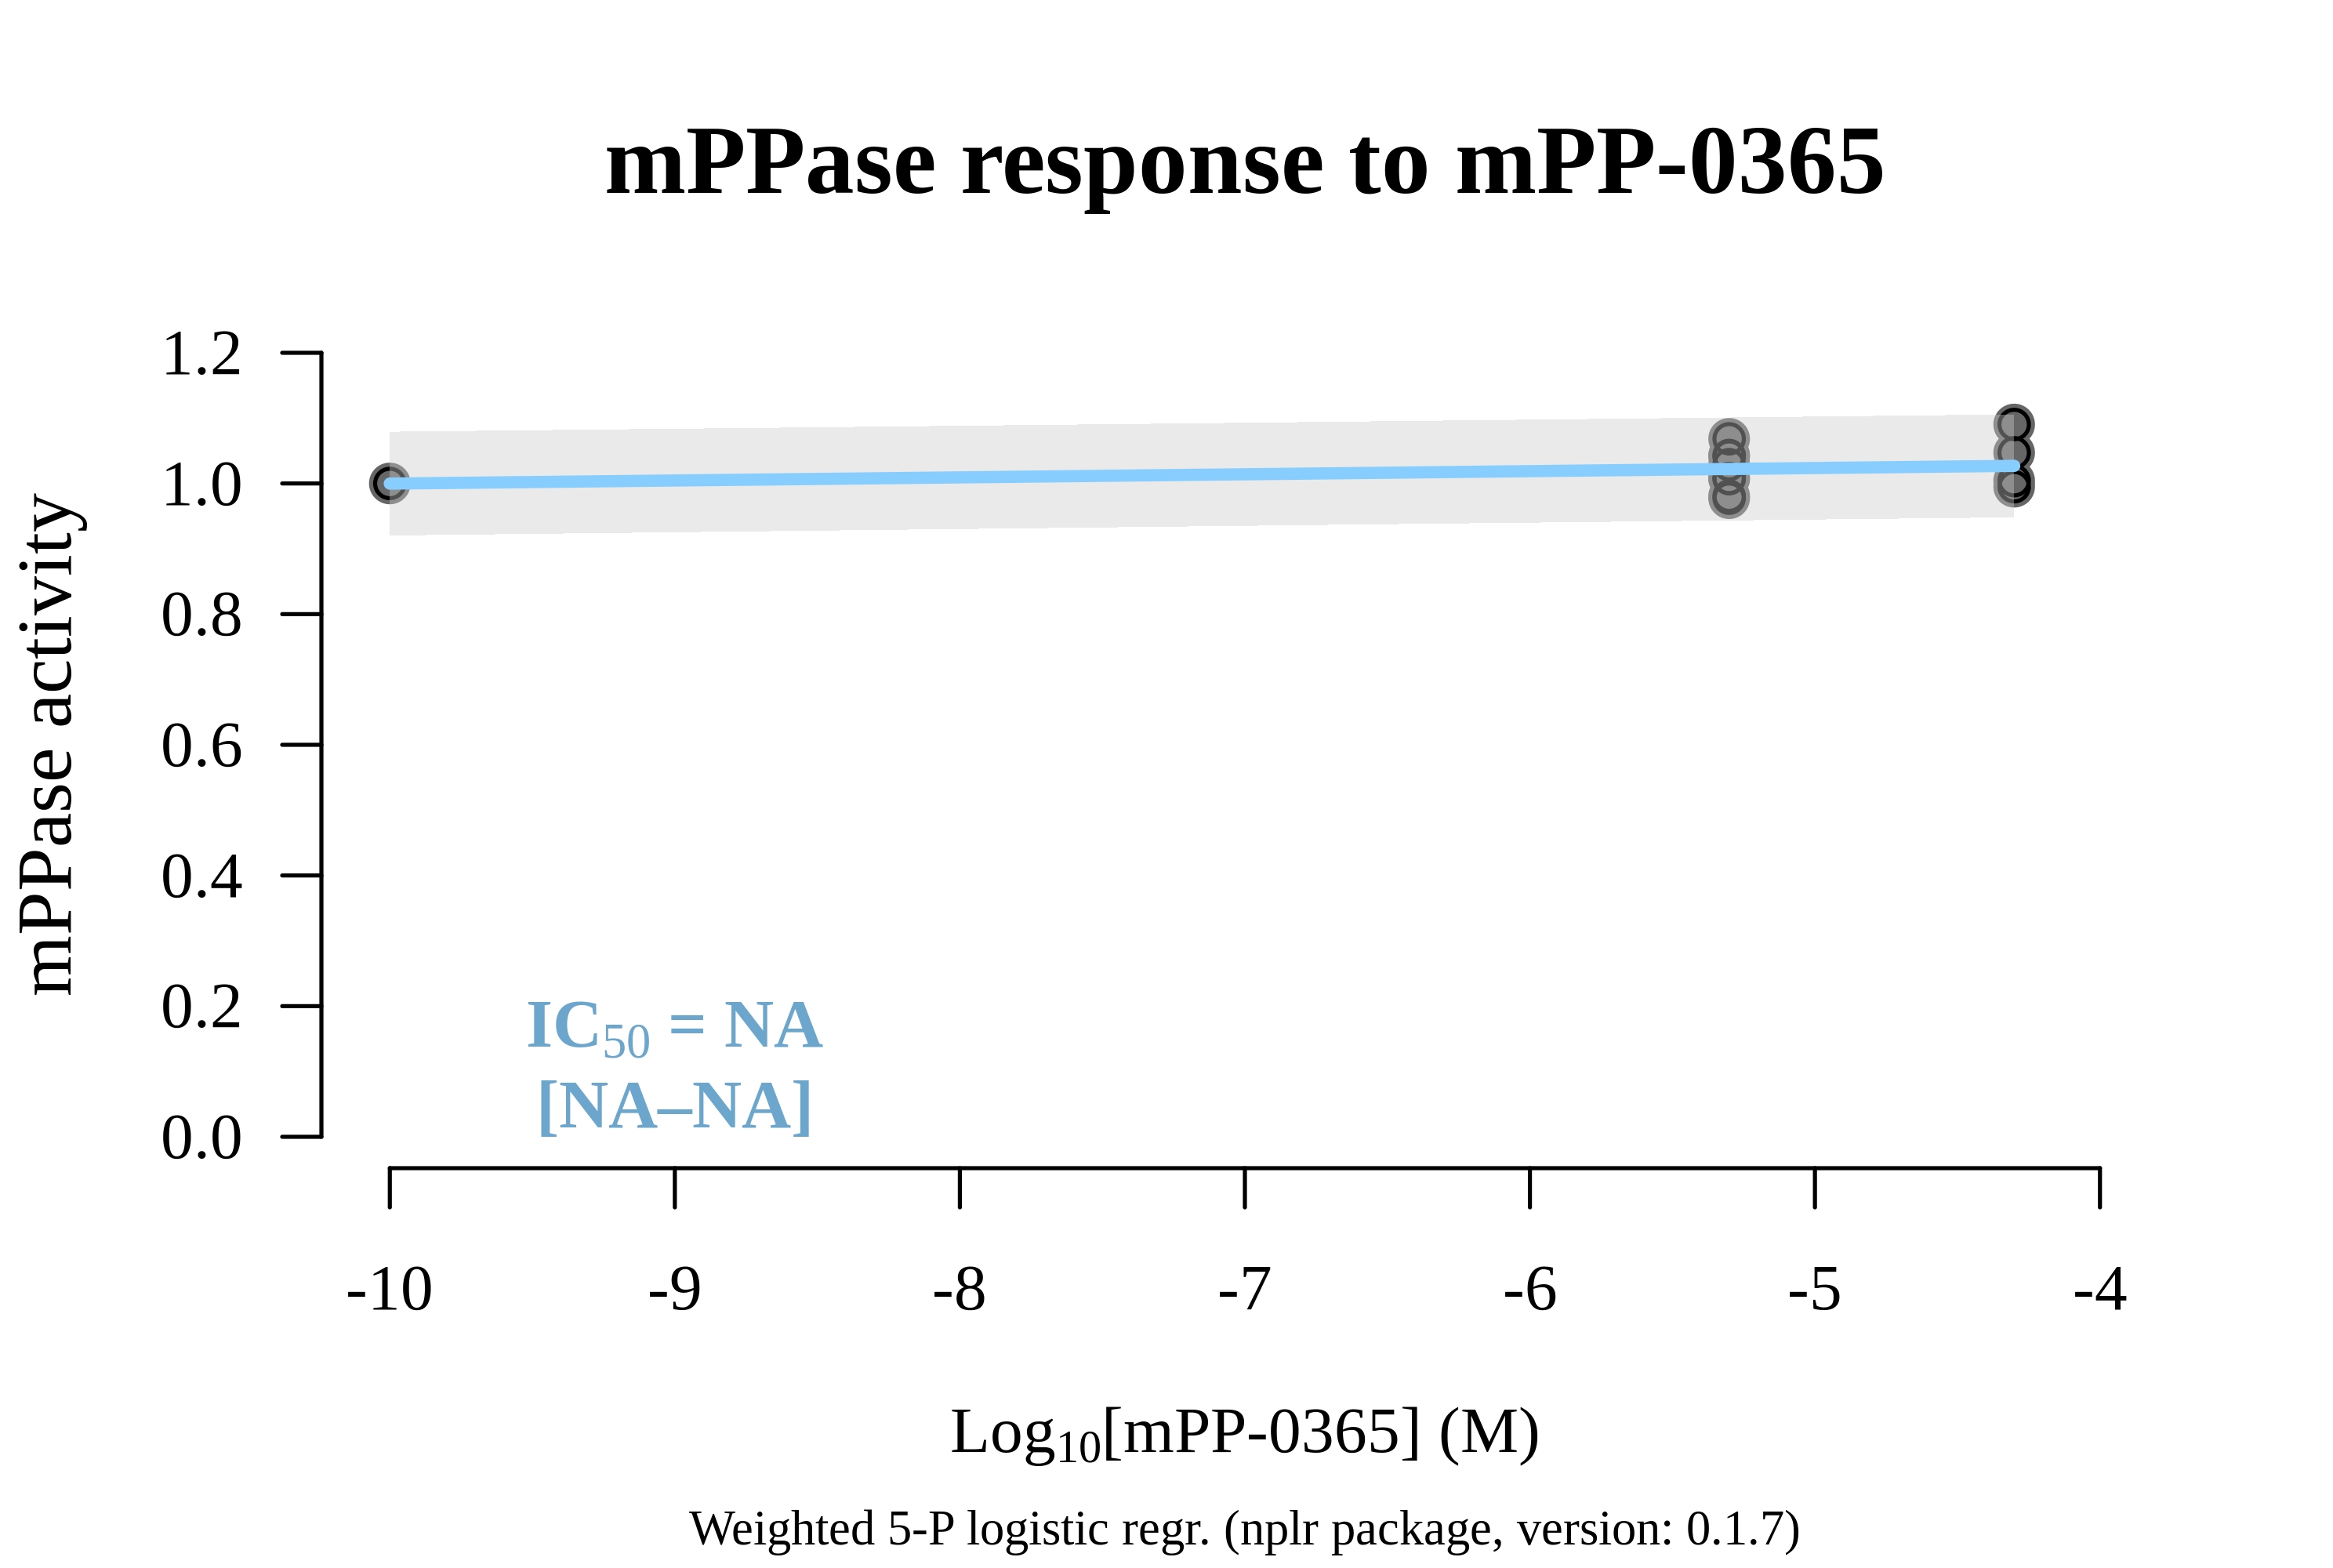 mPPase response to mPP-0365
mPPase activity
1.2
1.0
0.8
0.6
0.4
0.2
0.0
IC50 = NA
[NA–NA]
-10 -9 -8 -7 -6 -5 -4
Log10[mPP-0365] (M)
Weighted 5-P logistic regr. (nplr package, version: 0.1.7)